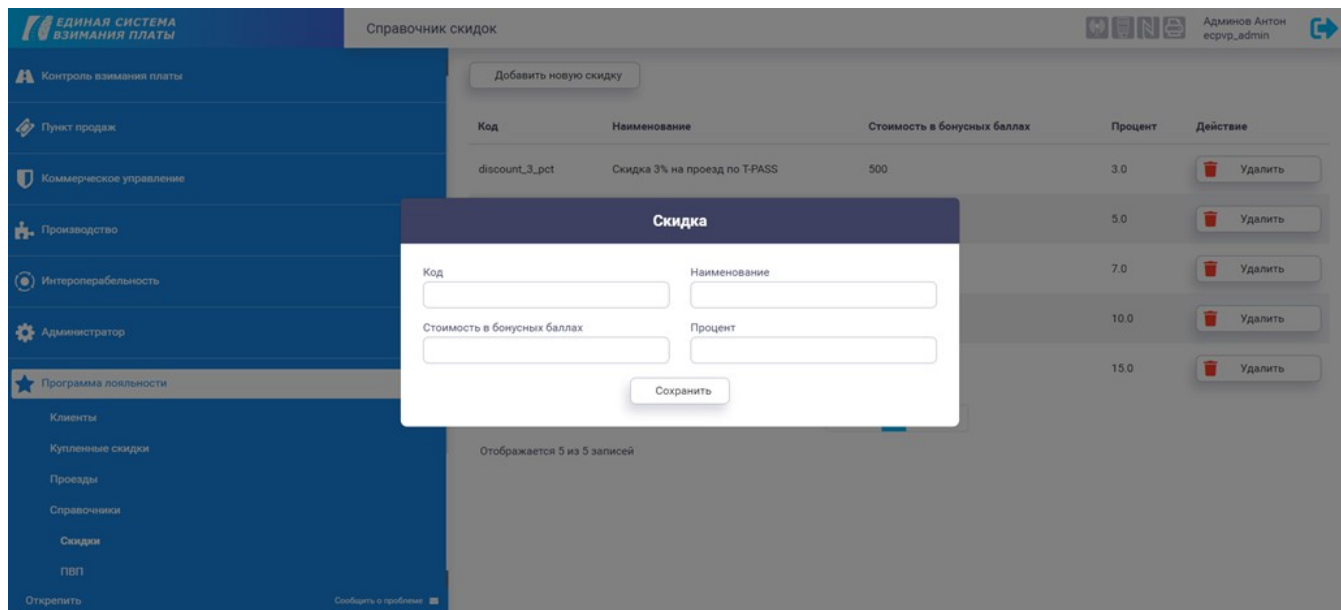 ЕДИНАЯ СИСТЕМА
ВЗИМАНИЯ ПЛАТЫ
Справочник скидок
Админов Антон
ecpvp_admin
Контроль взимания платы
Пункт продаж
Коммерческое управление
Производство
Интероперабельность
Администратор
Программа лояльности
Клиенты
Купленные скидки
Проезды
Справочники
Скидки
ПВП
Открепить
Сообщить о проблеме
Добавить новую скидку
Код Наименование Стоимость в бонусных баллах Процент Действие
discount_3_pct Скидка 3% на проезд по T-PASS 500 3.0 Удалить
5.0 Удалить
7.0 Удалить
10.0 Удалить
15.0 Удалить
Отображается 5 из 5 записей
Скидка
Код Наименование
Стоимость в бонусных баллах Процент
Сохранить